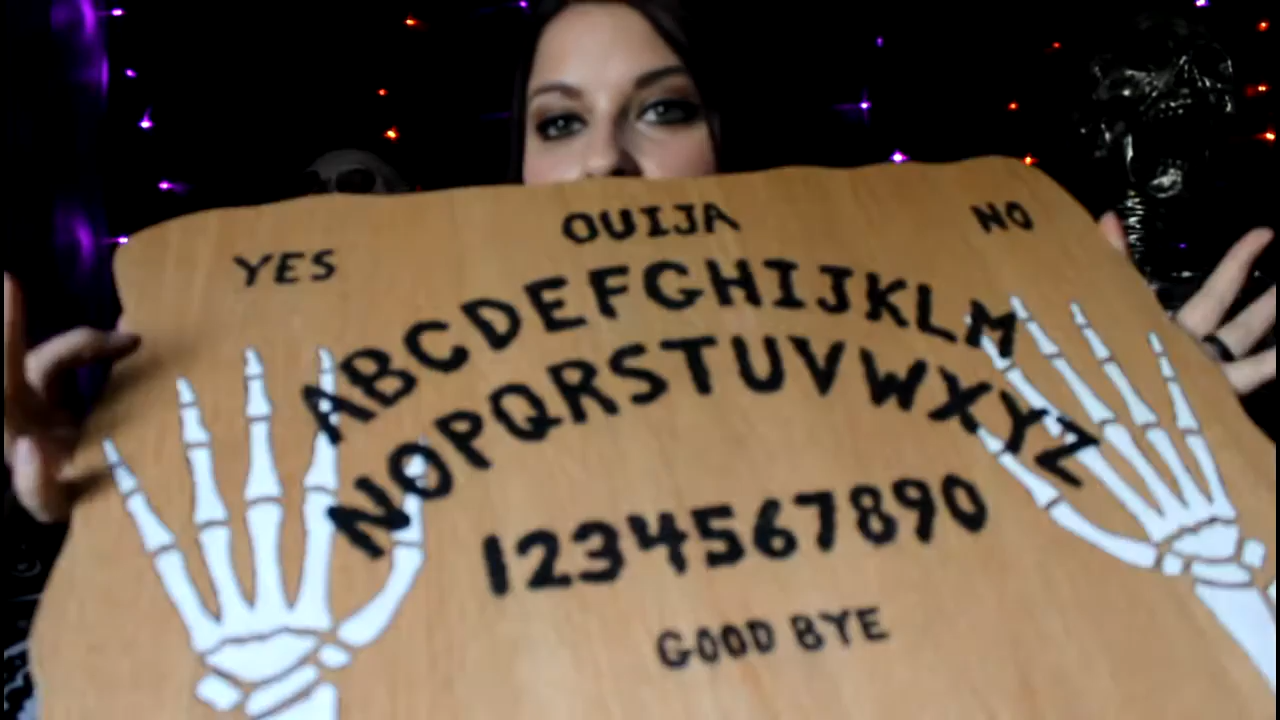 OUIJA
YES NO
ABCDEFGHIJKLM
NOPQRSTUVWXYZ
1234567890
GOOD BYE